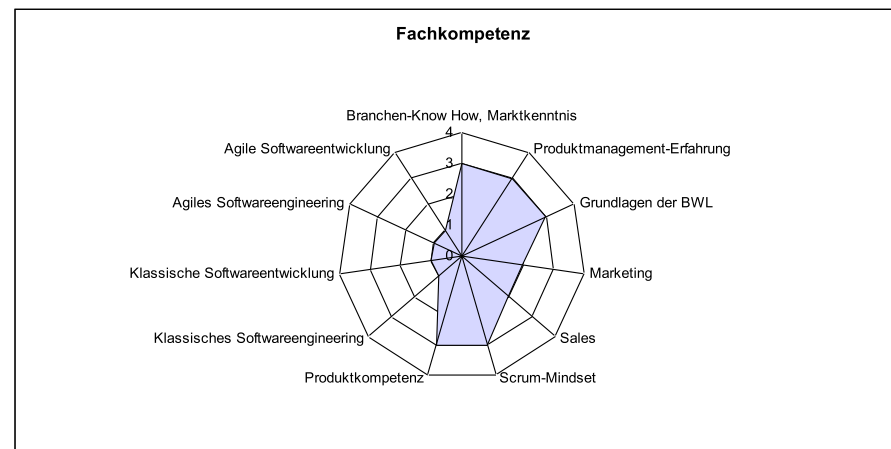 Fachkompetenz
Branchen-Know How, Marktkenntnis
4
Agile Softwareentwicklung
Produktmanagement-Erfahrung
3
Agiles Softwareengineering
2
Grundlagen der BWL
1
0
Klassische Softwareentwicklung
Marketing
Klassisches Softwareengineering
Sales
Produktkompetenz
Scrum-Mindset